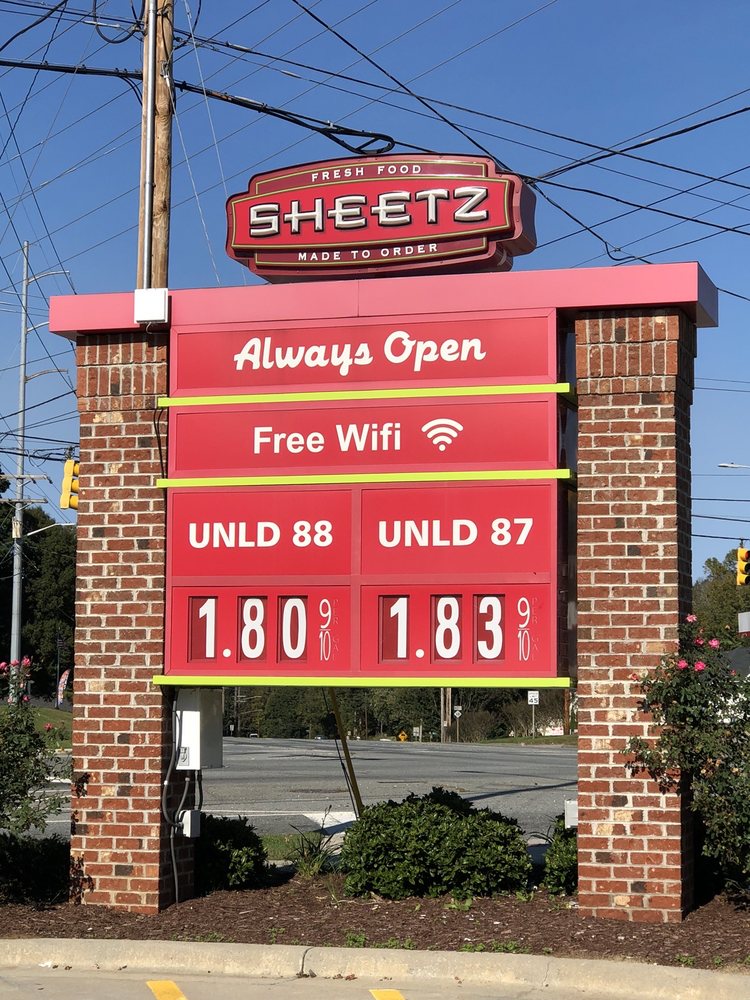 FRESH FOOD
SHEETZ
MADE TO ORDER
Always Open
Free Wifi
UNLD 88 UNLD 87
1.80 9/10 1.83 9/10
45